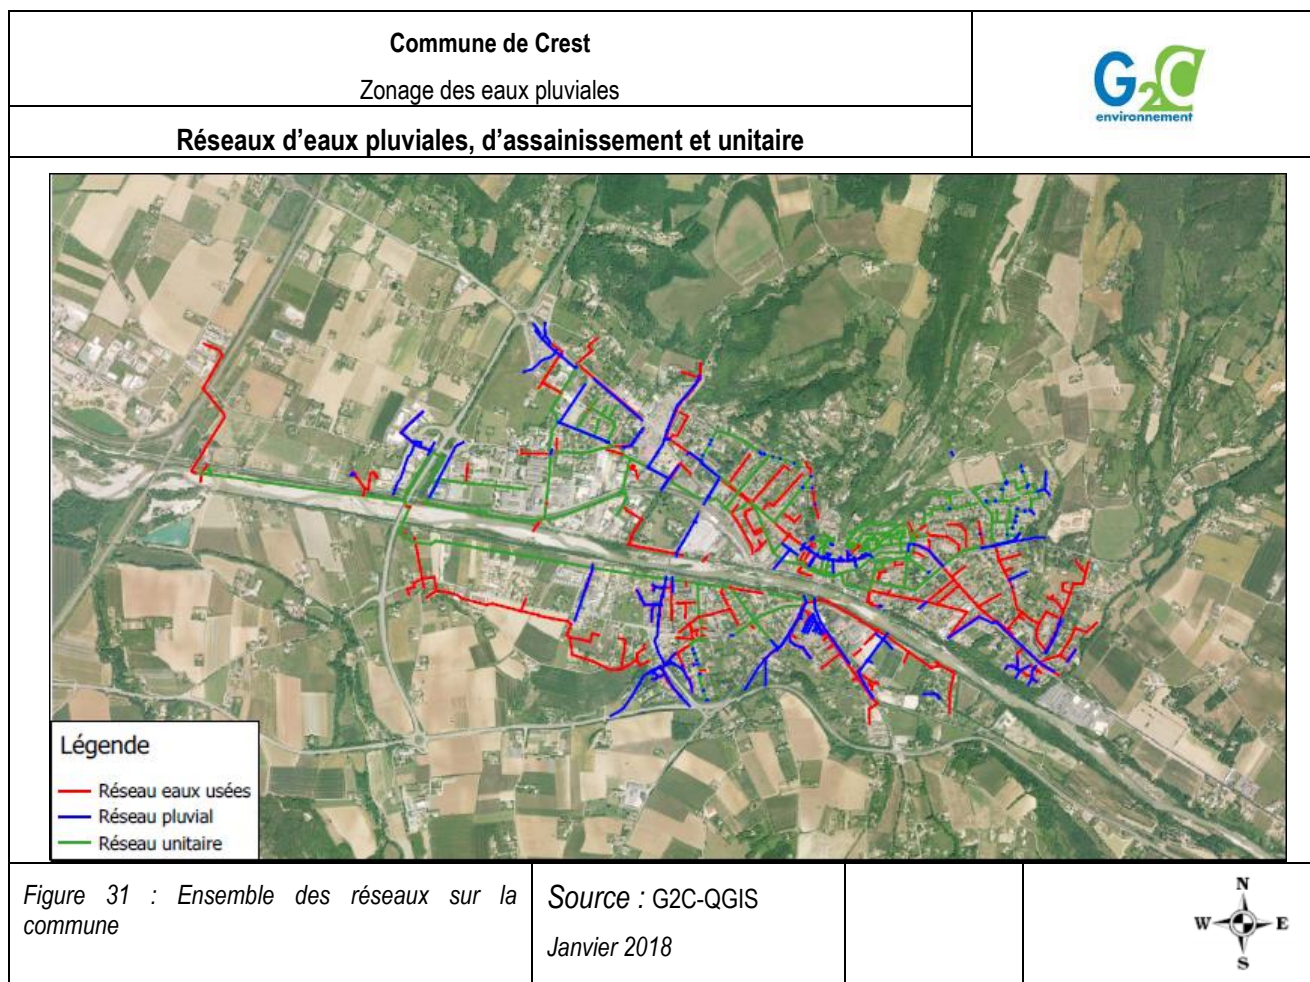 Commune de Crest
Zonage des eaux pluviales
Réseaux d'eaux pluviales, d'assainissement et unitaire
G2C
environnement
Légende
Réseau eaux usées
Réseau pluvial
Réseau unitaire
Figure 31 : Ensemble des réseaux sur la
commune
Source : G2C-QGIS
Janvier 2018
N
W E
S